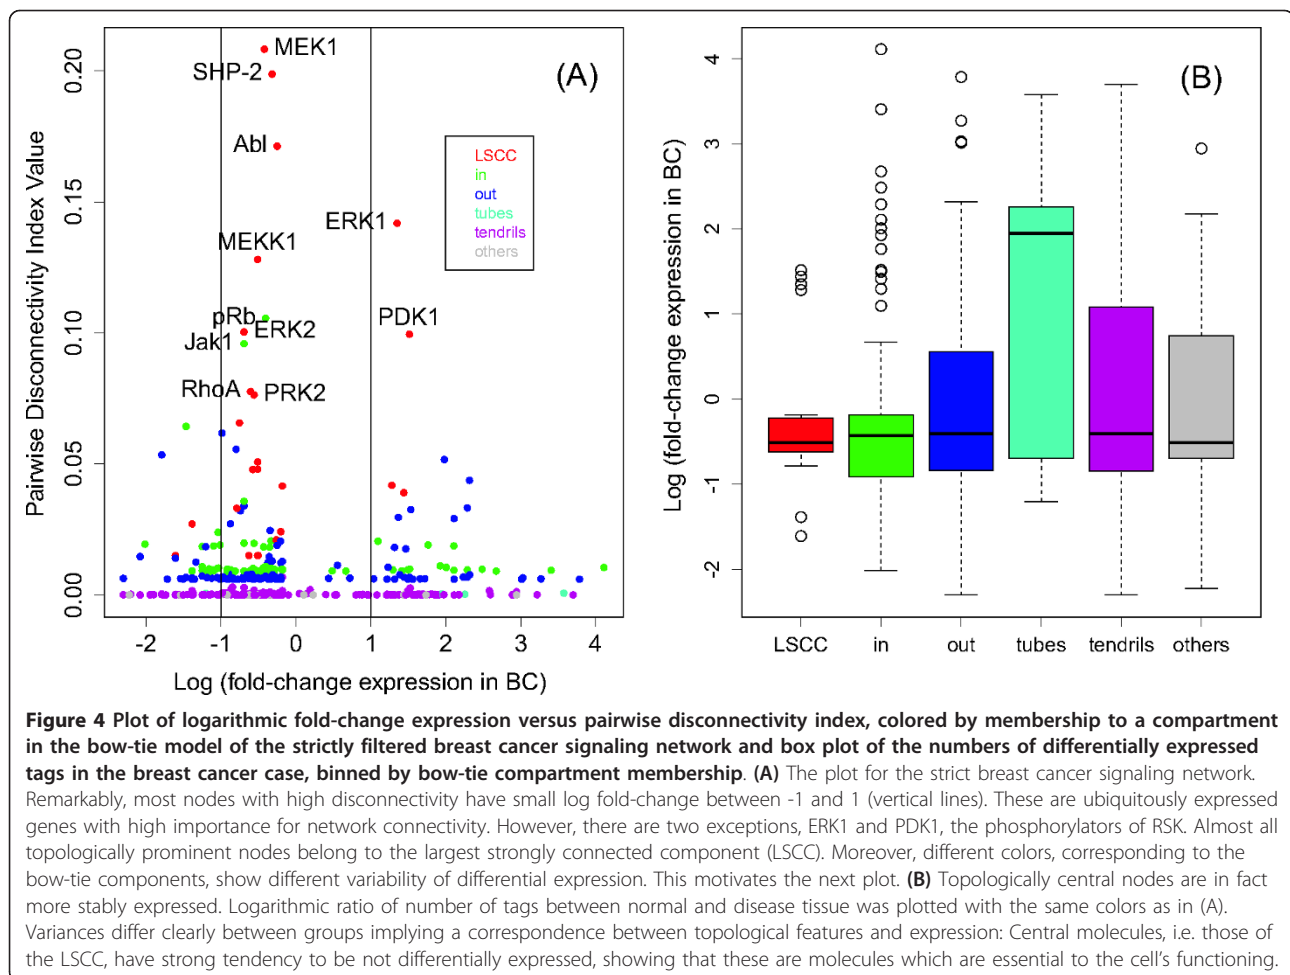 (A)
MEK1
SHP-2
Abl
ERK1
MEKK1
pRb
ERK2
Jak1
PDK1
RhoA
PRK2
LSCC
in
out
tubes
tendrils
others
Pairwise Disconnectivity Index Value
0.20
0.15
0.10
0.05
0.00
-2 -1 0 1 2 3 4
Log (fold-change expression in BC)
(B)
Log (fold-change expression in BC)
4
3
2
1
0
-1
-2
LSCC in out tubes tendrils others
Figure 4 Plot of logarithmic fold-change expression versus pairwise disconnectivity index, colored by membership to a compartment
in the bow-tie model of the strictly filtered breast cancer signaling network and box plot of the numbers of differentially expressed
tags in the breast cancer case, binned by bow-tie compartment membership. (A) The plot for the strict breast cancer signaling network.
Remarkably, most nodes with high disconnectivity have small log fold-change between -1 and 1 (vertical lines). These are ubiquitously expressed
genes with high importance for network connectivity. However, there are two exceptions, ERK1 and PDK1, the phosphorylators of RSK. Almost all
topologically prominent nodes belong to the largest strongly connected component (LSCC). Moreover, different colors, corresponding to the
bow-tie components, show different variability of differential expression. This motivates the next plot. (B) Topologically central nodes are in fact
more stably expressed. Logarithmic ratio of number of tags between normal and disease tissue was plotted with the same colors as in (A).
Variances differ clearly between groups implying a correspondence between topological features and expression: Central molecules, i.e. those of
the LSCC, have strong tendency to be not differentially expressed, showing that these are molecules which are essential to the cell's functioning.